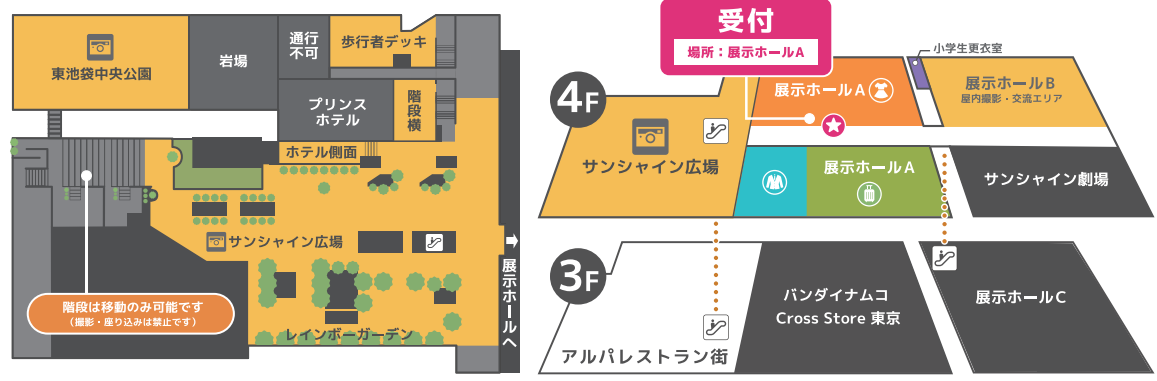 東池袋中央公園
岩場
通行
不可
歩行者デッキ
プリンス
ホテル
階段横
ホテル側面
サンシャイン広場
階段は移動のみ可能です
（撮影・座り込みは禁止です）
レインボーガーデン
展示ホールへ
受付
場所：展示ホールA
4F
サンシャイン広場
展示ホールA
小学生更衣室
展示ホールB
屋内撮影・交流エリア
展示ホールA
サンシャイン劇場
3F
アルパレストラン街
バンダイナムコ
Cross Store 東京
展示ホールC